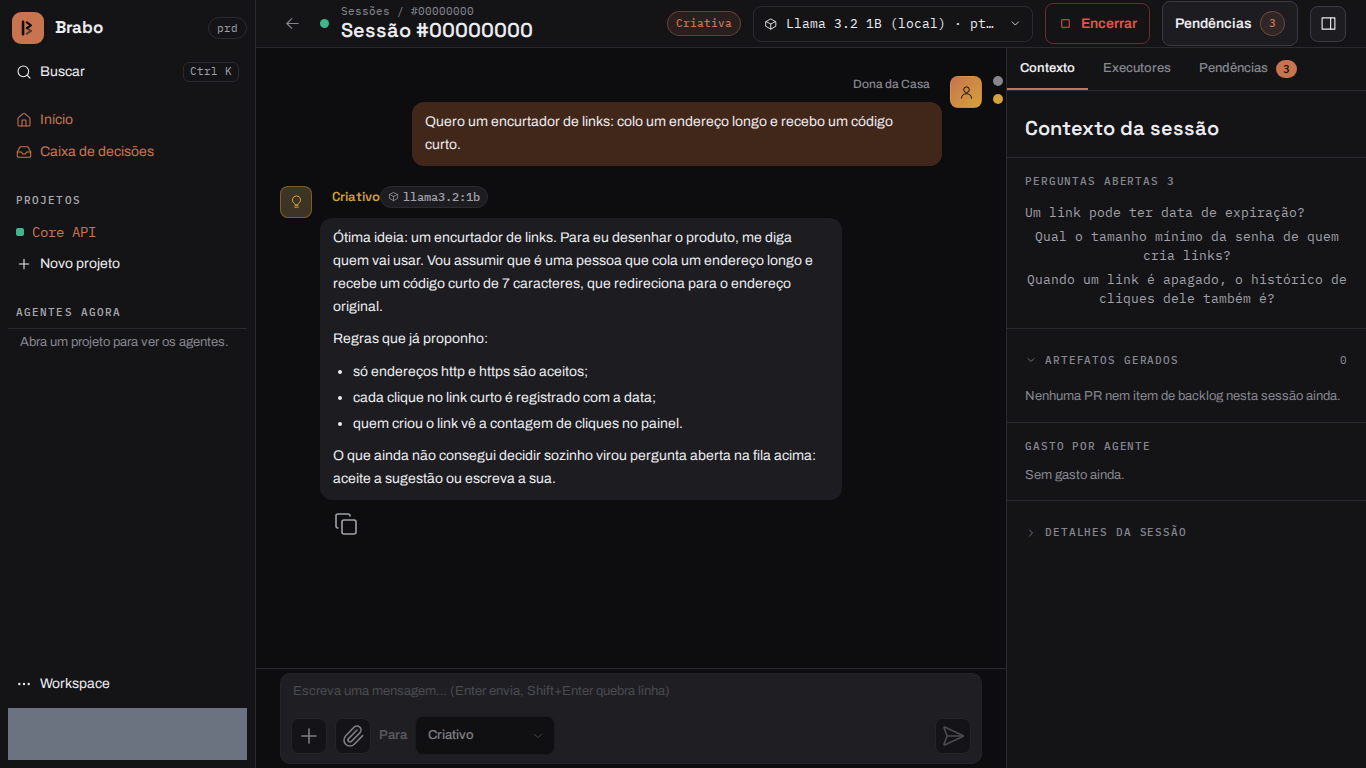 Brabo
prd
Buscar
Ctrl K
Início
Caixa de decisões
PROJETOS
Core API
Novo projeto
AGENTES AGORA
Abra um projeto para ver os agentes.
Workspace
Sessões / #00000000
Sessão #00000000
Criativa
Llama 3.2 1B (local) · pt…
Encerrar
Pendências 3
Dona da Casa
Quero um encurtador de links: colo um endereço longo e recebo um código
curto.
Criativo
llama3.2:1b
Ótima ideia: um encurtador de links. Para eu desenhar o produto, me diga
quem vai usar. Vou assumir que é uma pessoa que cola um endereço longo e
recebe um código curto de 7 caracteres, que redireciona para o endereço
original.
Regras que já proponho:
• só endereços http e https são aceitos;
• cada clique no link curto é registrado com a data;
• quem criou o link vê a contagem de cliques no painel.
O que ainda não consegui decidir sozinho virou pergunta aberta na fila acima:
aceite a sugestão ou escreva a sua.
Escreva uma mensagem... (Enter envia, Shift+Enter quebra linha)
Para
Criativo
Contexto
Executores
Pendências 3
Contexto da sessão
PERGUNTAS ABERTAS 3
Um link pode ter data de expiração?
Qual o tamanho mínimo da senha de quem
cria links?
Quando um link é apagado, o histórico de
cliques dele também é?
ARTEFATOS GERADOS
0
Nenhuma PR nem item de backlog nesta sessão ainda.
GASTO POR AGENTE
Sem gasto ainda.
DETALHES DA SESSÃO